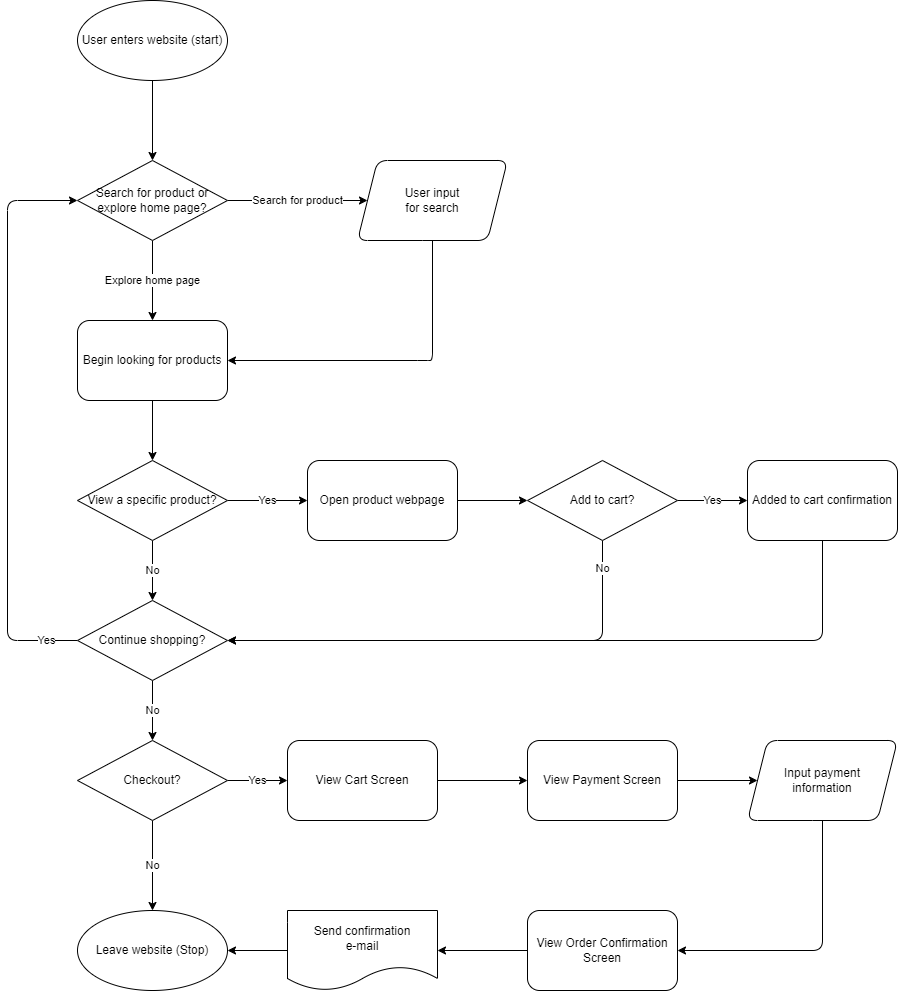 User enters website (start)
Search for product or
explore home page?
Search for product
User input
for search
Explore home page
Begin looking for products
View a specific product?
Yes
Open product webpage
Add to cart?
Yes
Added to cart confirmation
No
No
Continue shopping?
Yes
No
Checkout?
Yes
View Cart Screen
View Payment Screen
Input payment
information
No
Leave website (Stop)
Send confirmation
e-mail
View Order Confirmation
Screen